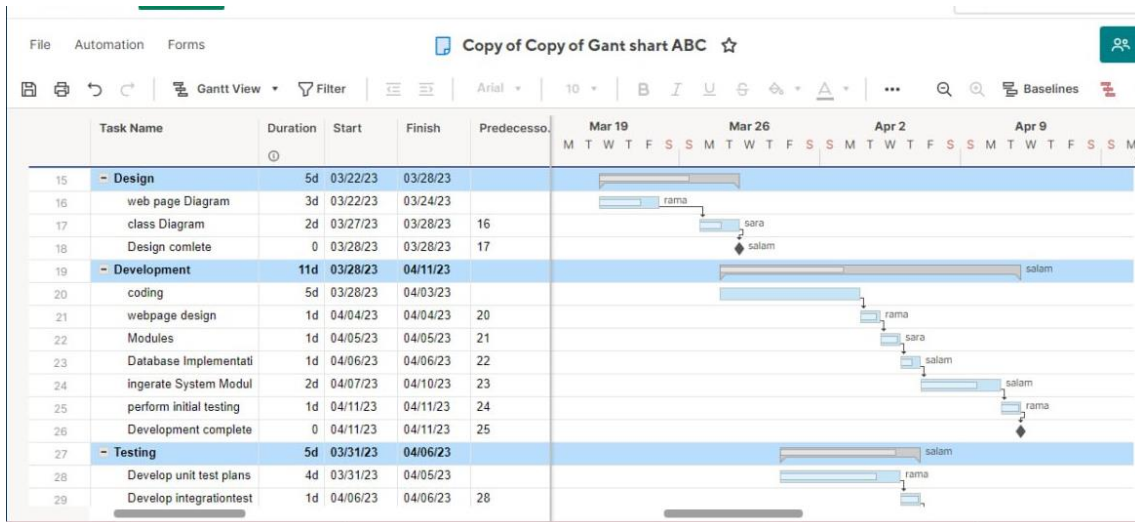 Copy of Copy of Gant shart ABC
File Automation Forms
Gantt View Filter Arial 10 B I U S A ... Baselines
Task Name Duration Start Finish Predecesso. Mar 19 Mar 26 Apr 2 Apr 9
M T W T F S S M T W T F S S M T W T F S S M T W T F S S M
15 Design 5d 03/22/23 03/28/23
16 web page Diagram 3d 03/22/23 03/24/23 rama
17 class Diagram 2d 03/27/23 03/28/23 16 sara
18 Design comlete 0 03/28/23 03/28/23 17 salam
19 Development 11d 03/28/23 04/11/23 salam
20 coding 5d 03/28/23 04/03/23
21 webpage design 1d 04/04/23 04/04/23 20 rama
22 Modules 1d 04/05/23 04/05/23 21 sara
23 Database Implementati 1d 04/06/23 04/06/23 22 salam
24 ingerate System Modul 2d 04/07/23 04/10/23 23 salam
25 perform initial testing 1d 04/11/23 04/11/23 24 rama
26 Development complete 0 04/11/23 04/11/23 25
27 Testing 5d 03/31/23 04/06/23 salam
28 Develop unit test plans 4d 03/31/23 04/05/23 rama
29 Develop integrationtest 1d 04/06/23 04/06/23 28